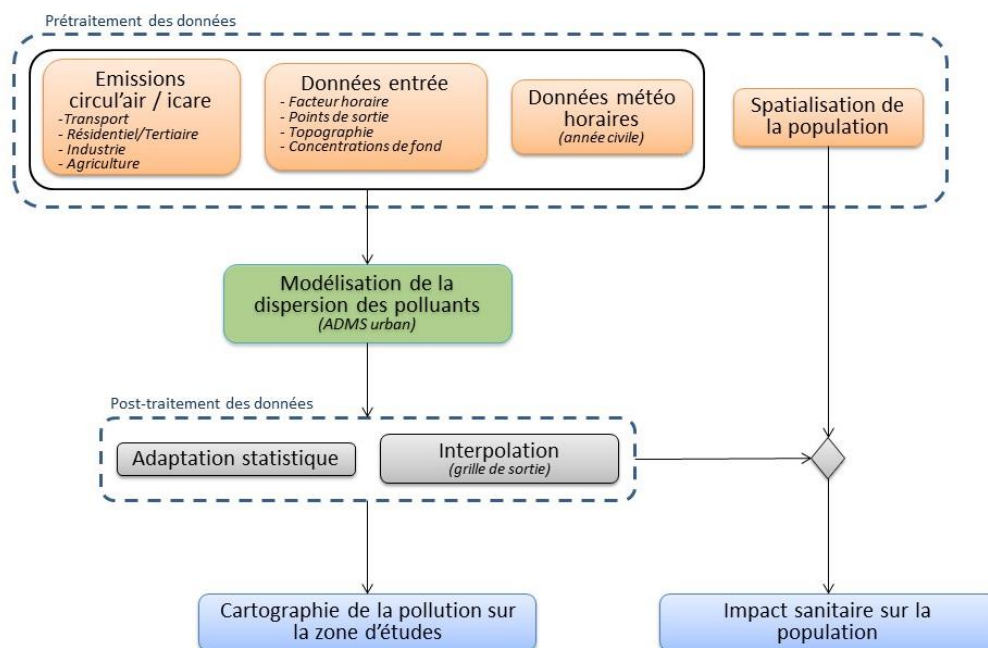 Prétraitement des données
Emissions
circul'air / icare
-Transport
- Résidentiel/Tertiaire
- Industrie
- Agriculture
Données entrée
- Facteur horaire
- Points de sortie
- Topographie
- Concentrations de fond
Données météo
horaires
(année civile)
Spatialisation de
la population
Modélisation de la
dispersion des polluants
(ADMS urban)
Post-traitement des données
Adaptation statistique
Interpolation
(grille de sortie)
Cartographie de la pollution sur
la zone d'études
Impact sanitaire sur la
population